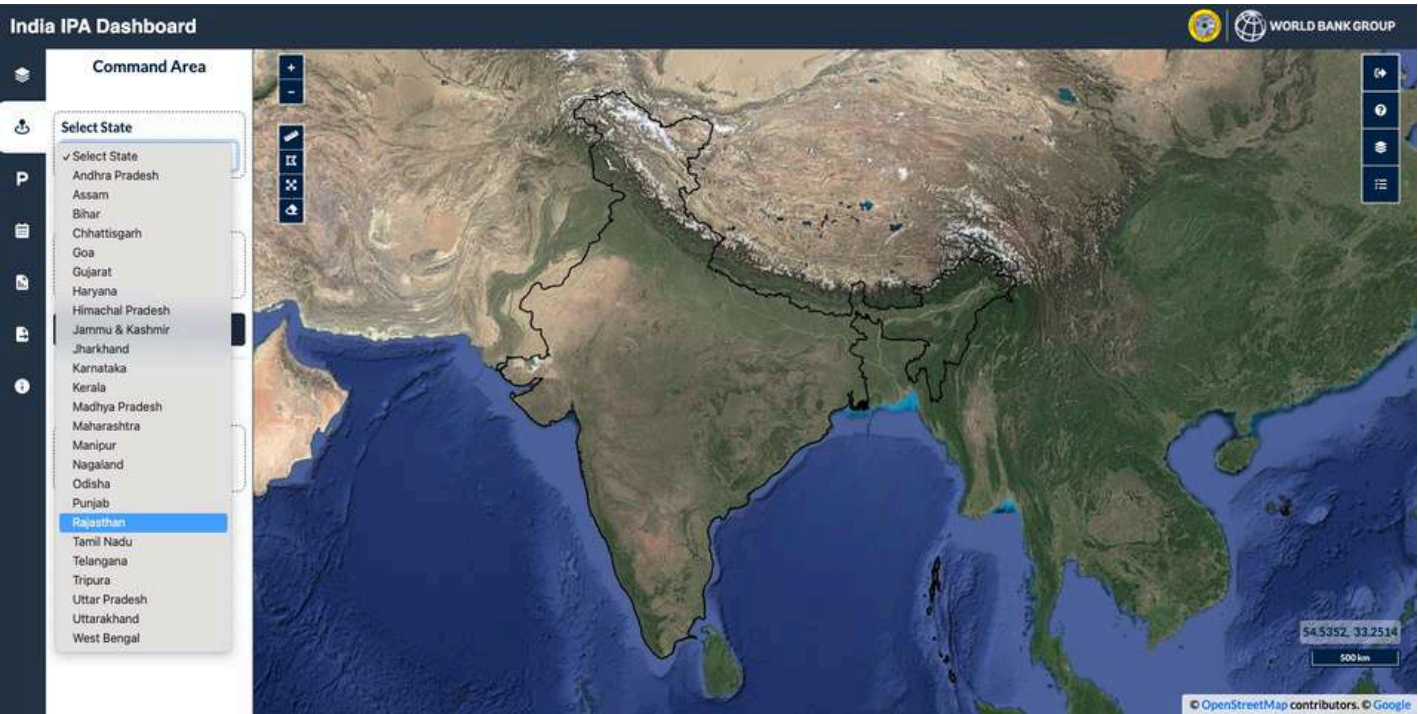 India IPA Dashboard
WORLD BANK GROUP
Command Area
Select State
✓ Select State
Andhra Pradesh
Assam
Bihar
Chhattisgarh
Goa
Gujarat
Haryana
Himachal Pradesh
Jammu & Kashmir
Jharkhand
Karnataka
Kerala
Madhya Pradesh
Maharashtra
Manipur
Nagaland
Odisha
Punjab
Rajasthan
Tamil Nadu
Telangana
Tripura
Uttar Pradesh
Uttarakhand
West Bengal
P
+
-
54.5352, 33.2514
500 km
© OpenStreetMap contributors. © Google